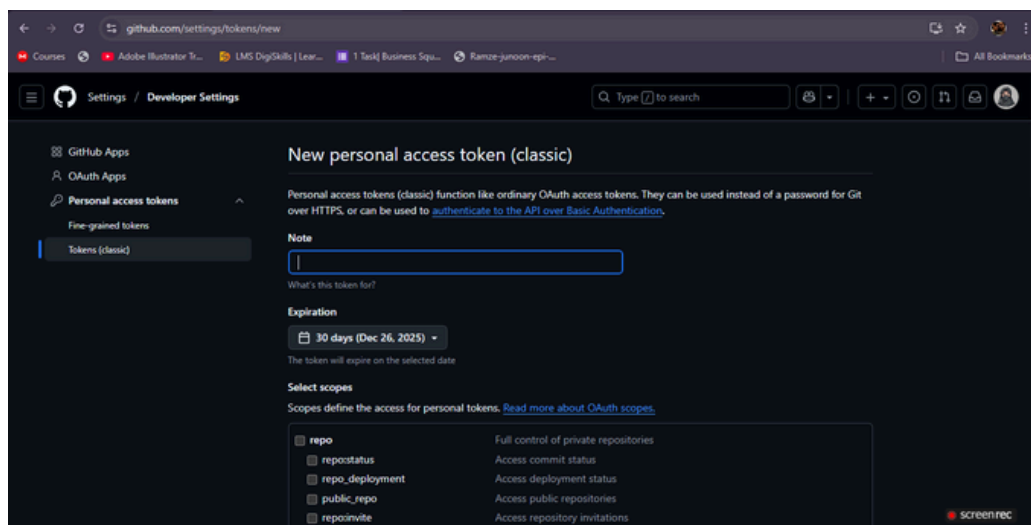 github.com/settings/tokens/new
Courses
Adobe Illustrator Tr...
LMS DigiSkills | Lear...
1 Task| Business Squ...
Ramze-junoon-epi-...
All Bookmarks
Settings / Developer Settings
Type / to search
GitHub Apps
OAuth Apps
Personal access tokens
Fine-grained tokens
Tokens (classic)
New personal access token (classic)
Personal access tokens (classic) function like ordinary OAuth access tokens. They can be used instead of a password for Git
over HTTPS, or can be used to authenticate to the API over Basic Authentication.
Note
What's this token for?
Expiration
30 days (Dec 26, 2025)
The token will expire on the selected date
Select scopes
Scopes define the access for personal tokens. Read more about OAuth scopes.
repo Full control of private repositories
repo:status Access commit status
repo_deployment Access deployment status
public_repo Access public repositories
repo:invite Access repository invitations
screenrec